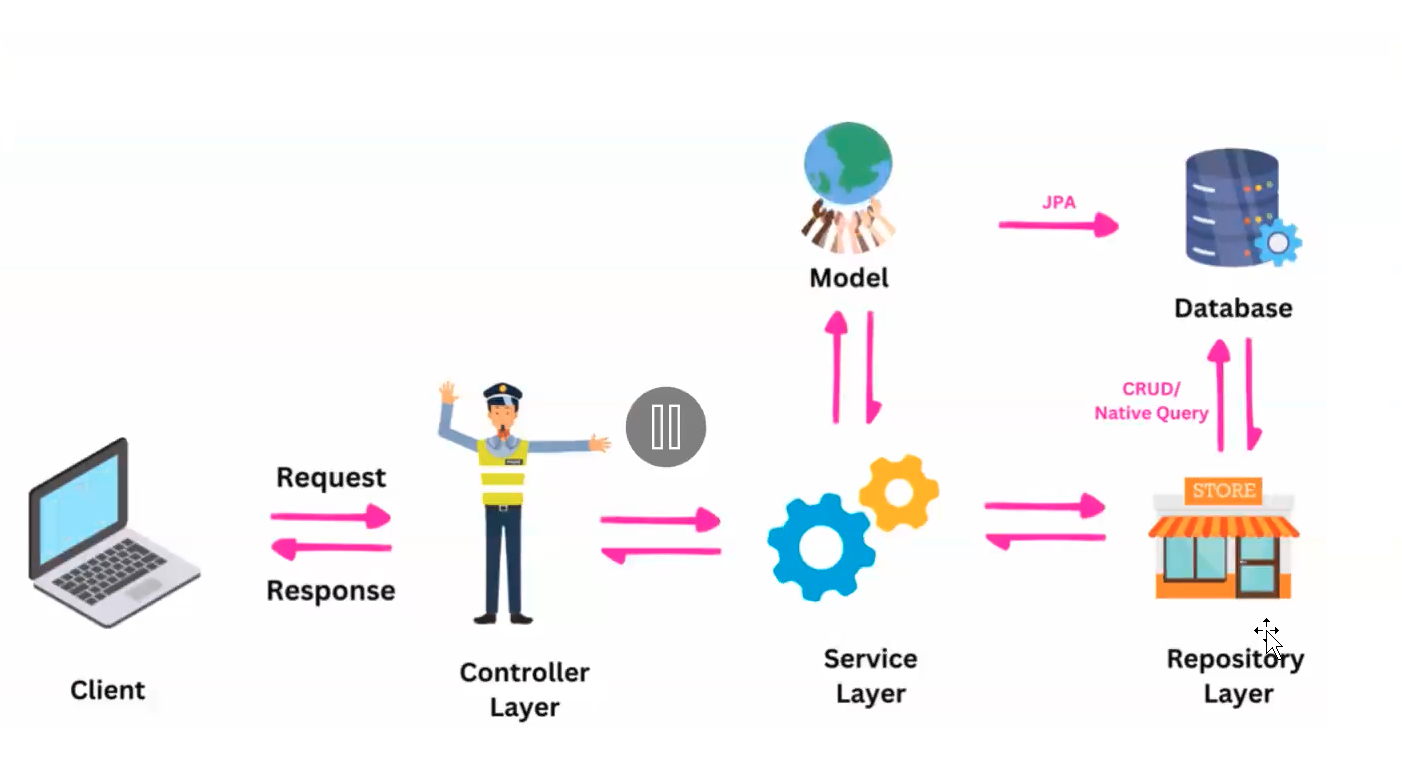 Model
JPA
Database
CRUD/
Native Query
Request
Response
STORE
Client
Controller
Layer
Service
Layer
Repository
Layer